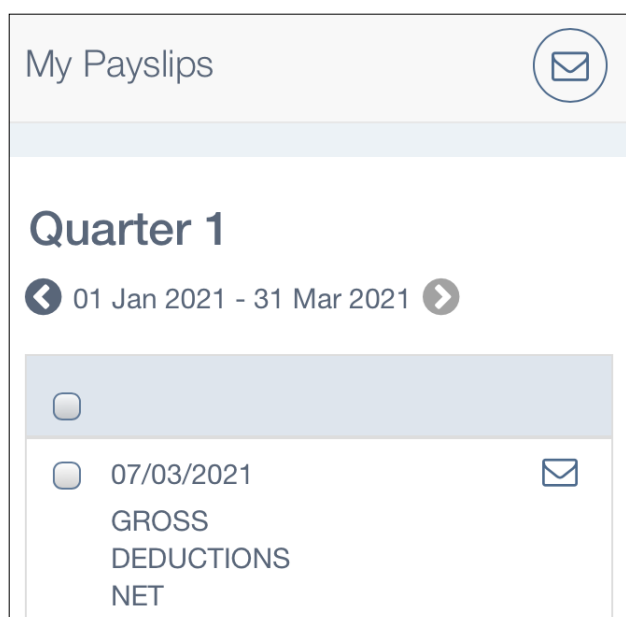 My Payslips
Quarter 1
01 Jan 2021 - 31 Mar 2021
07/03/2021
GROSS
DEDUCTIONS
NET